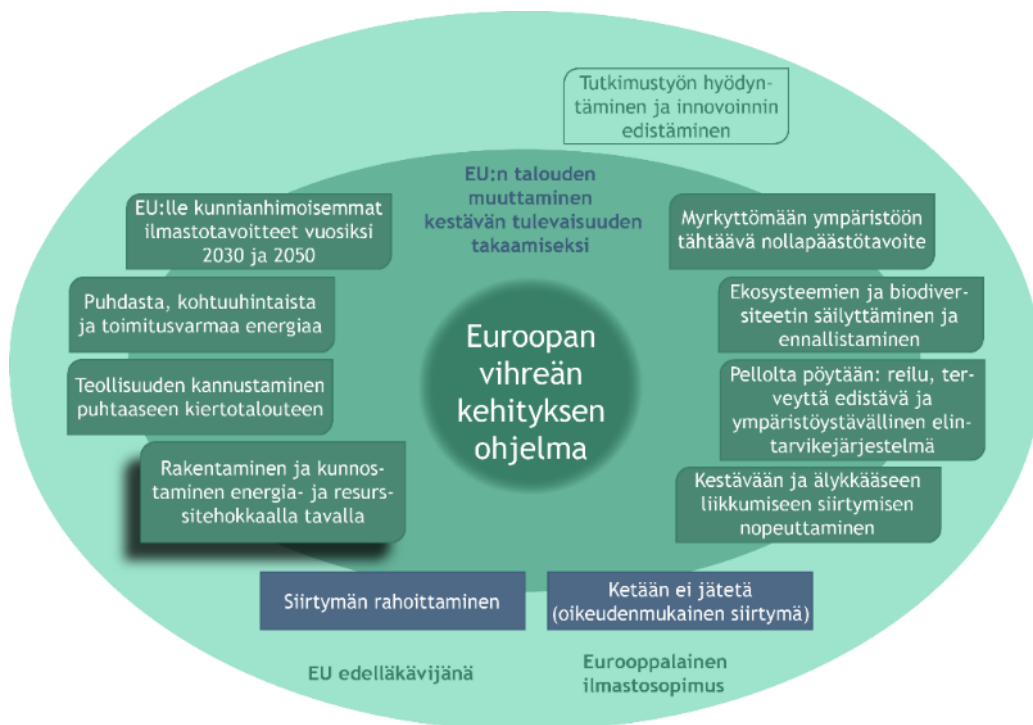 Tutkimustyön hyödyn-
täminen ja innovoinnin
edistäminen
EU:n talouden
muuttaminen
kestävän tulevaisuuden
takaamiseksi
EU:lle kunnianhimoisemmat
ilmastotavoitteet vuosiksi
2030 ja 2050
Puhdasta, kohtuuhintaista
ja toimitusvarmaa energiaa
Teollisuuden kannustaminen
puhtaaseen kiertotalouteen
Rakentaminen ja kunnos-
taminen energia- ja resurs-
sitehokkaalla tavalla
Euroopan
vihreän
kehityksen
ohjelma
Myrkyttömään ympäristöön
tähtäävä nollapäästötavoite
Ekosysteemien ja biodiver-
siteetin säilyttäminen ja
ennallistaminen
Pellolta pöytään: reilu, ter-
veyttä edistävä ja
ympäristöystävällinen elin-
tarvikejärjestelmä
Kestävään ja älykkääseen
liikkumiseen siirtymisen
nopeuttaminen
Siirtymän rahoittaminen
Ketään ei jätetä
(oikeudenmukainen siirtymä)
EU edelläkävijänä
Eurooppalainen
ilmastosopimus